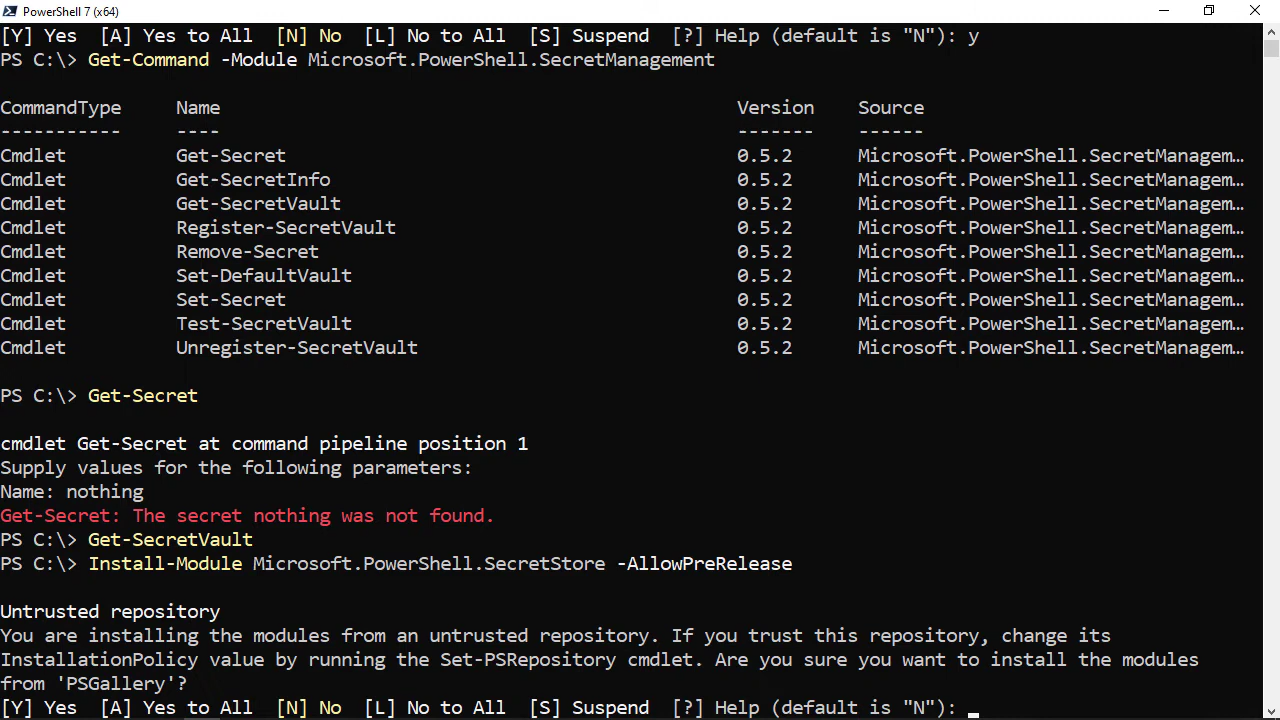 PowerShell 7 (x64)
[Y] Yes  [A] Yes to All  [N] No  [L] No to All  [S] Suspend  [?] Help (default is "N"): y
PS C:\> Get-Command -Module Microsoft.PowerShell.SecretManagement
CommandType     Name                                               Version    Source
-----------     ----                                               -------    ------
Cmdlet          Get-Secret                                         0.5.2      Microsoft.PowerShell.SecretManagem…
Cmdlet          Get-SecretInfo                                     0.5.2      Microsoft.PowerShell.SecretManagem…
Cmdlet          Get-SecretVault                                    0.5.2      Microsoft.PowerShell.SecretManagem…
Cmdlet          Register-SecretVault                               0.5.2      Microsoft.PowerShell.SecretManagem…
Cmdlet          Remove-Secret                                      0.5.2      Microsoft.PowerShell.SecretManagem…
Cmdlet          Set-DefaultVault                                   0.5.2      Microsoft.PowerShell.SecretManagem…
Cmdlet          Set-Secret                                         0.5.2      Microsoft.PowerShell.SecretManagem…
Cmdlet          Test-SecretVault                                   0.5.2      Microsoft.PowerShell.SecretManagem…
Cmdlet          Unregister-SecretVault                             0.5.2      Microsoft.PowerShell.SecretManagem…
PS C:\> Get-Secret
cmdlet Get-Secret at command pipeline position 1
Supply values for the following parameters:
Name: nothing
Get-Secret: The secret nothing was not found.
PS C:\> Get-SecretVault
PS C:\> Install-Module Microsoft.PowerShell.SecretStore -AllowPreRelease
Untrusted repository
You are installing the modules from an untrusted repository. If you trust this repository, change its
InstallationPolicy value by running the Set-PSRepository cmdlet. Are you sure you want to install the modules
from 'PSGallery'?
[Y] Yes  [A] Yes to All  [N] No  [L] No to All  [S] Suspend  [?] Help (default is "N"):